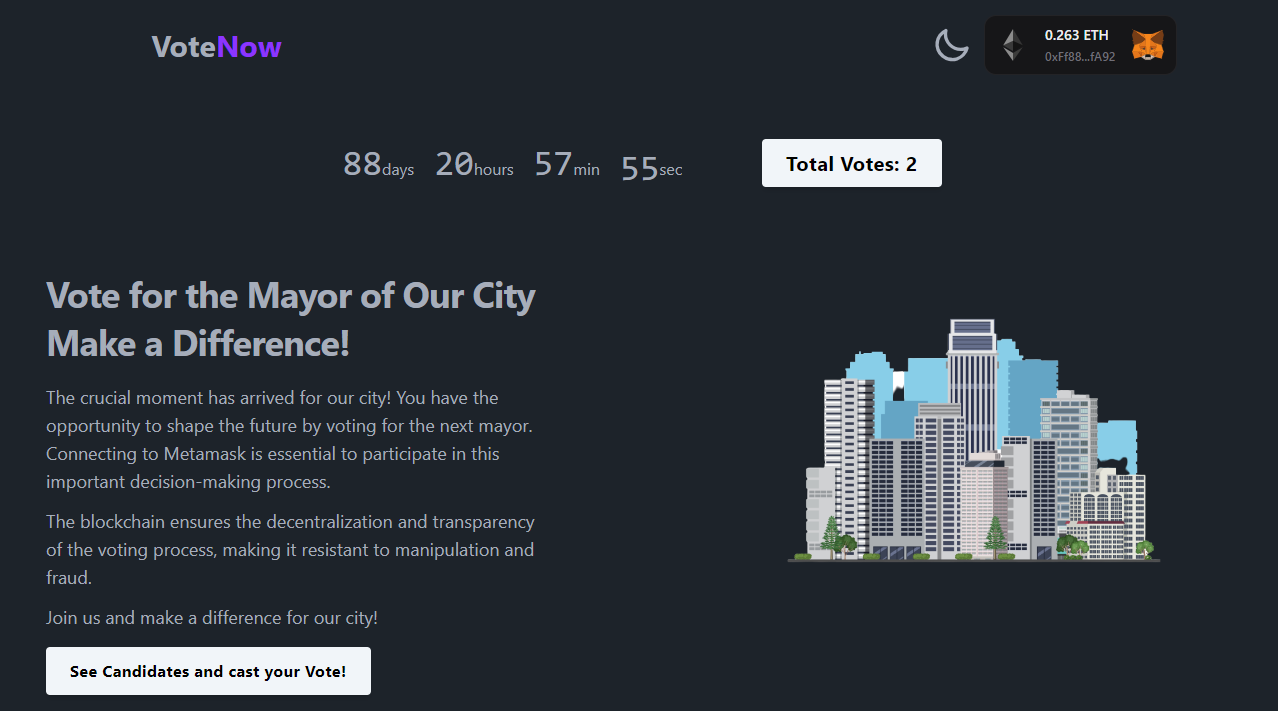 VoteNow
0.263 ETH
0xFf88...fA92
88days 20hours 57min 55sec
Total Votes: 2
Vote for the Mayor of Our City
Make a Difference!
The crucial moment has arrived for our city! You have the
opportunity to shape the future by voting for the next mayor.
Connecting to Metamask is essential to participate in this
important decision-making process.
The blockchain ensures the decentralization and transparency
of the voting process, making it resistant to manipulation and
fraud.
Join us and make a difference for our city!
See Candidates and cast your Vote!